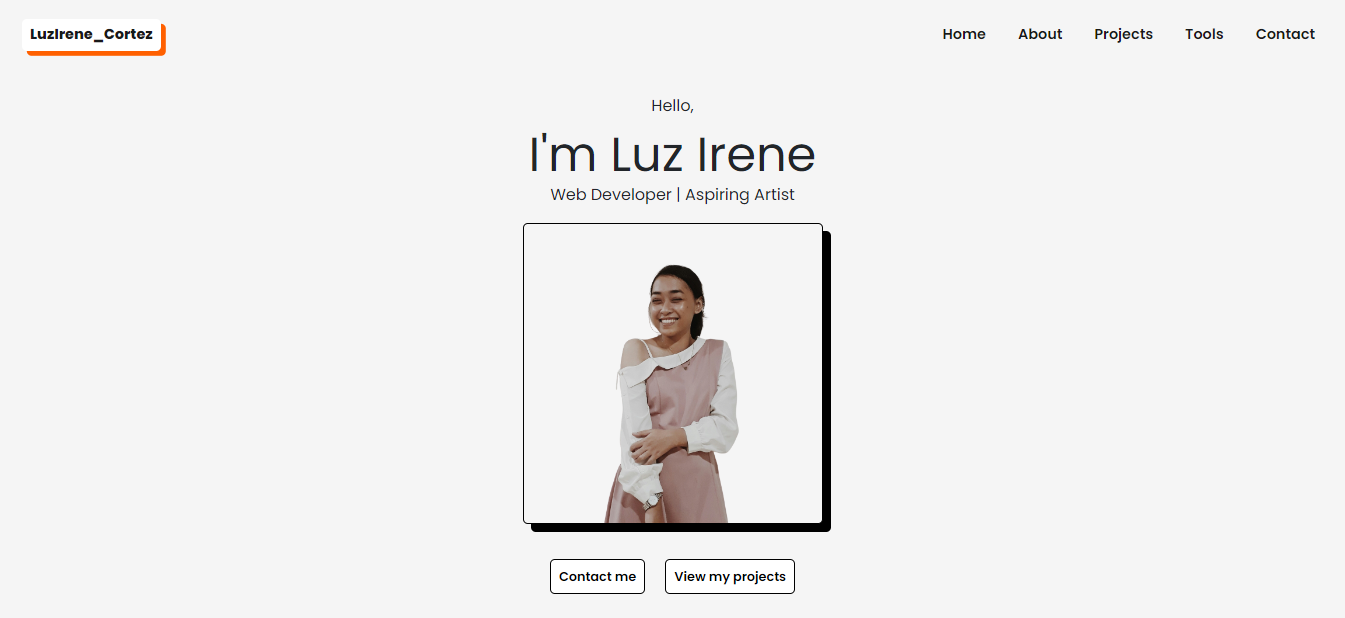 LuzIrene_Cortez
Home About Projects Tools Contact
Hello,
I'm Luz Irene
Web Developer | Aspiring Artist
Contact me View my projects